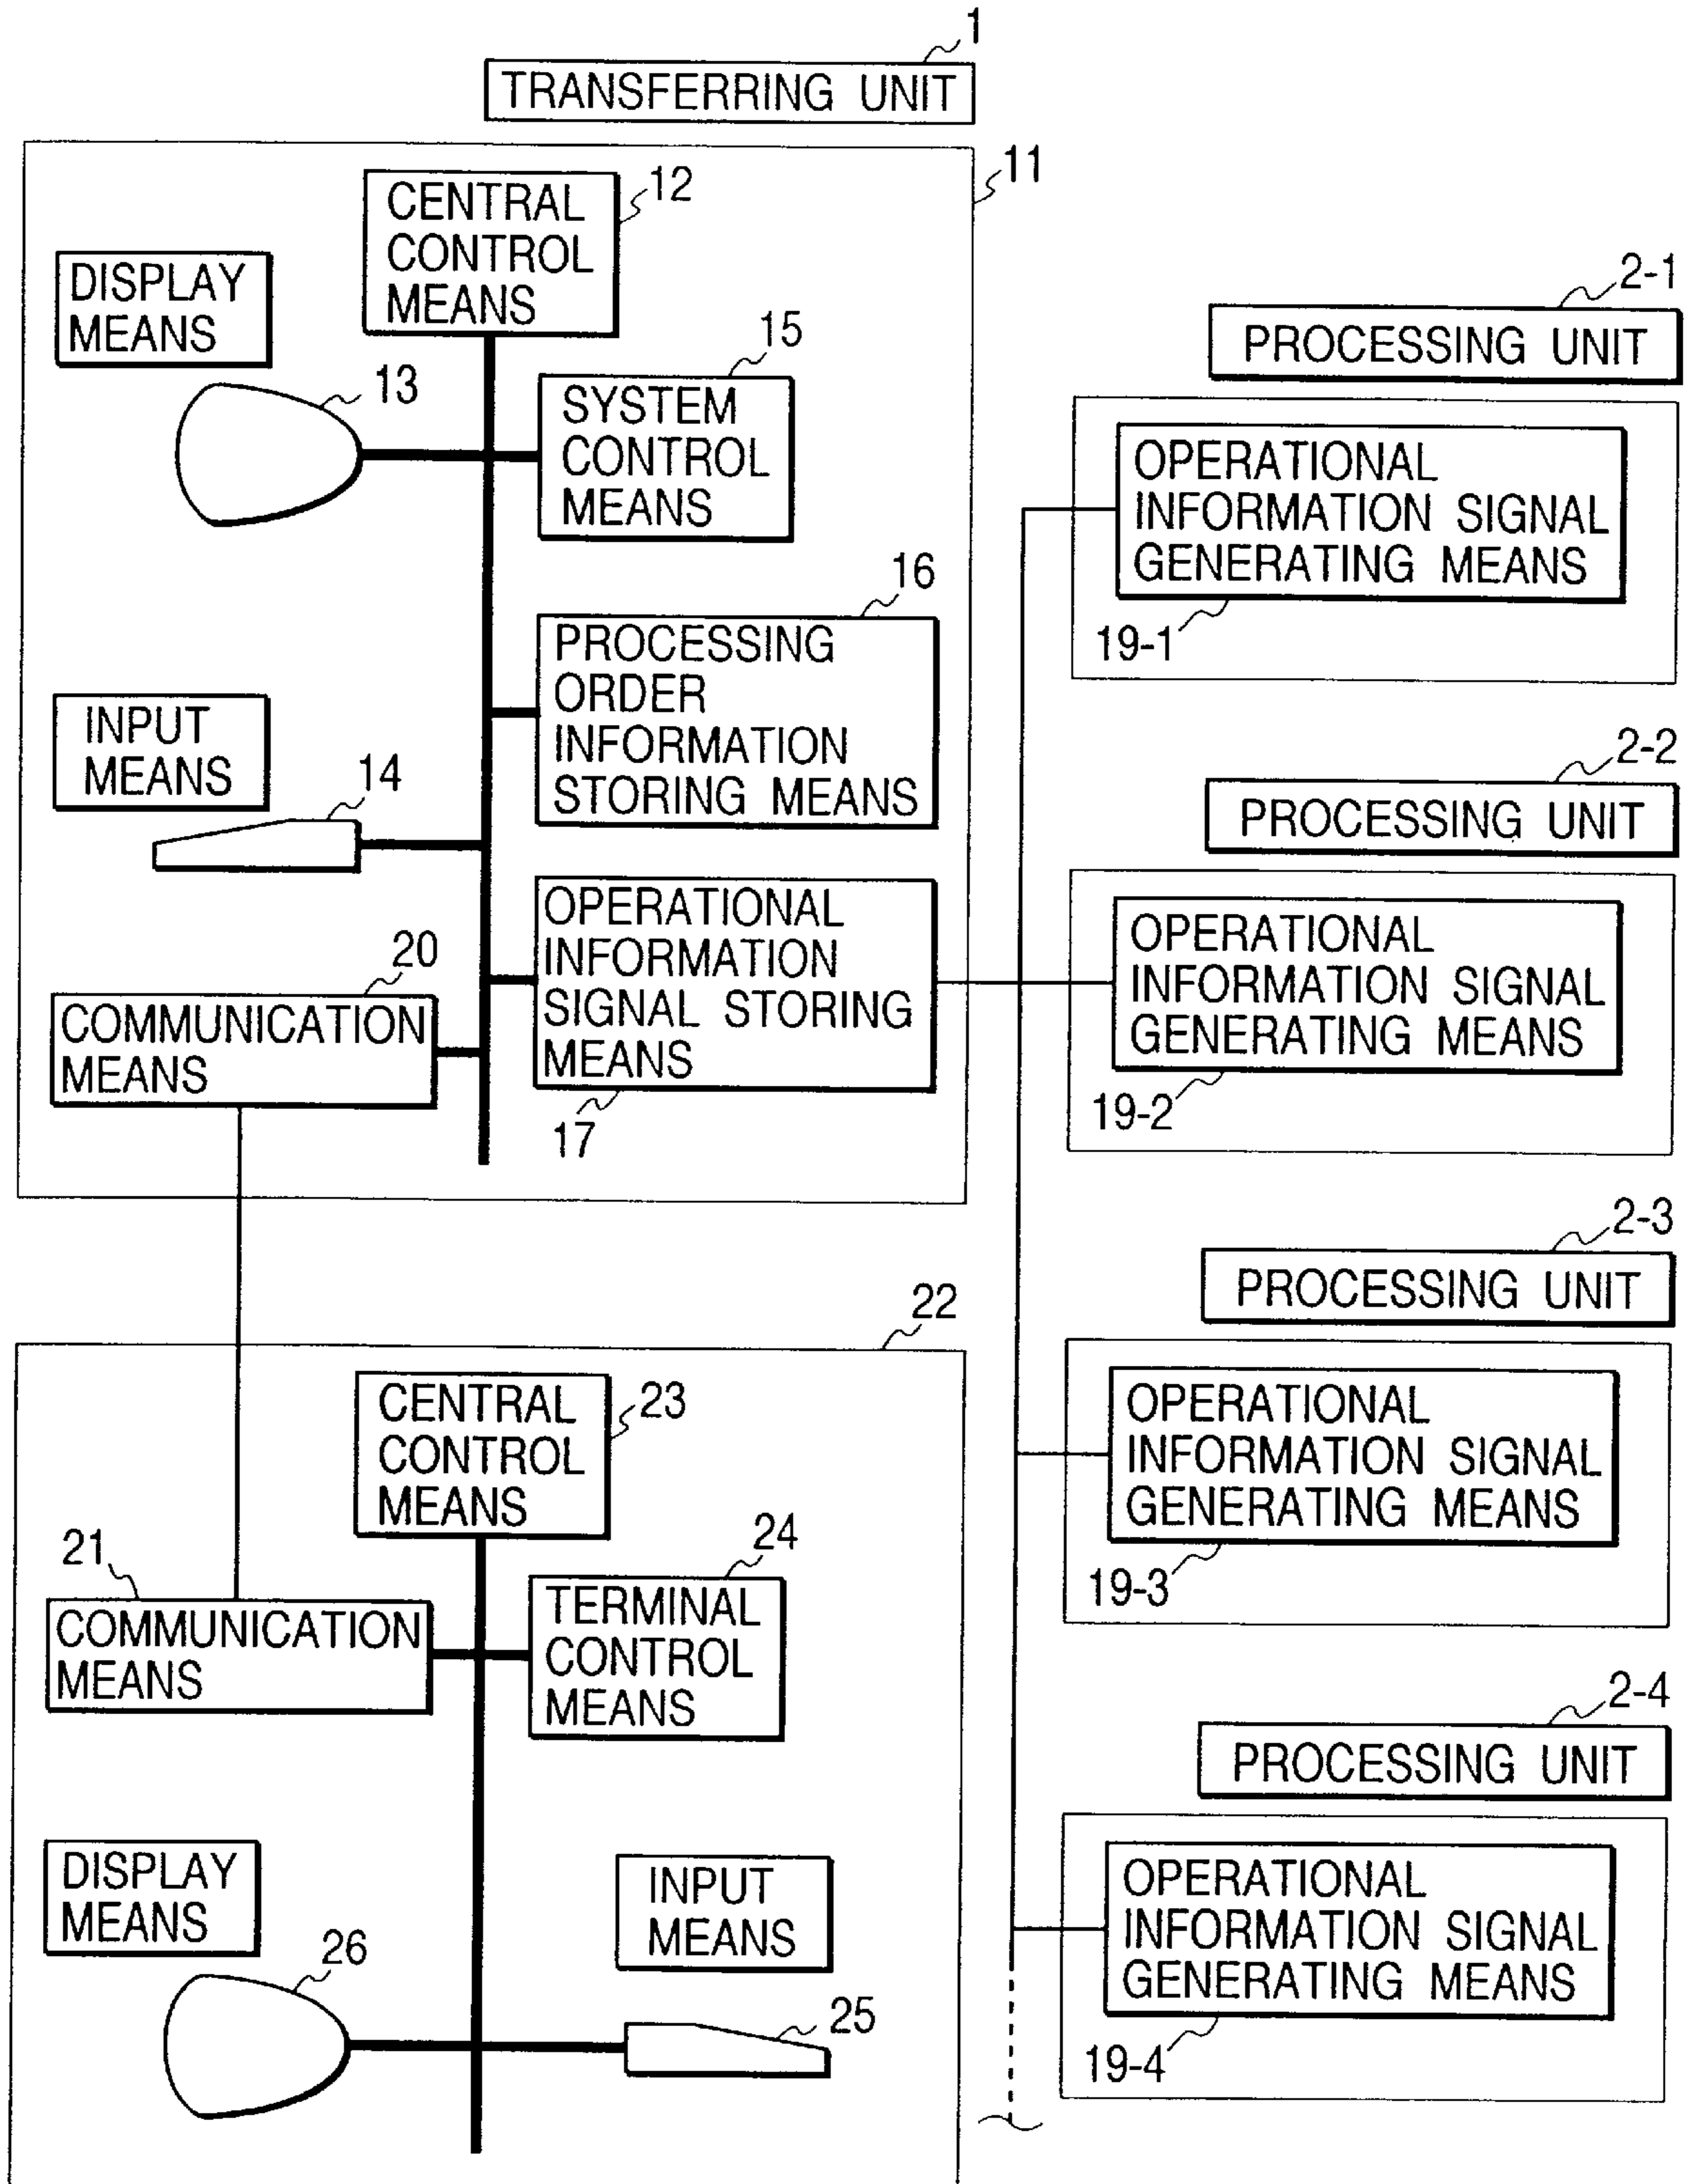 1
TRANSFERRING UNIT
11
CENTRAL
CONTROL
MEANS
12
DISPLAY
MEANS
13
15
SYSTEM
CONTROL
MEANS
16
PROCESSING
ORDER
INFORMATION
STORING MEANS
INPUT
MEANS
14
OPERATIONAL
INFORMATION
SIGNAL STORING
MEANS
17
20
COMMUNICATION
MEANS
2-1
PROCESSING UNIT
OPERATIONAL
INFORMATION SIGNAL
GENERATING MEANS
19-1
2-2
PROCESSING UNIT
OPERATIONAL
INFORMATION SIGNAL
GENERATING MEANS
19-2
2-3
PROCESSING UNIT
OPERATIONAL
INFORMATION SIGNAL
GENERATING MEANS
19-3
2-4
PROCESSING UNIT
OPERATIONAL
INFORMATION SIGNAL
GENERATING MEANS
19-4
22
CENTRAL
CONTROL
MEANS
23
21
COMMUNICATION
MEANS
24
TERMINAL
CONTROL
MEANS
DISPLAY
MEANS
26
INPUT
MEANS
25